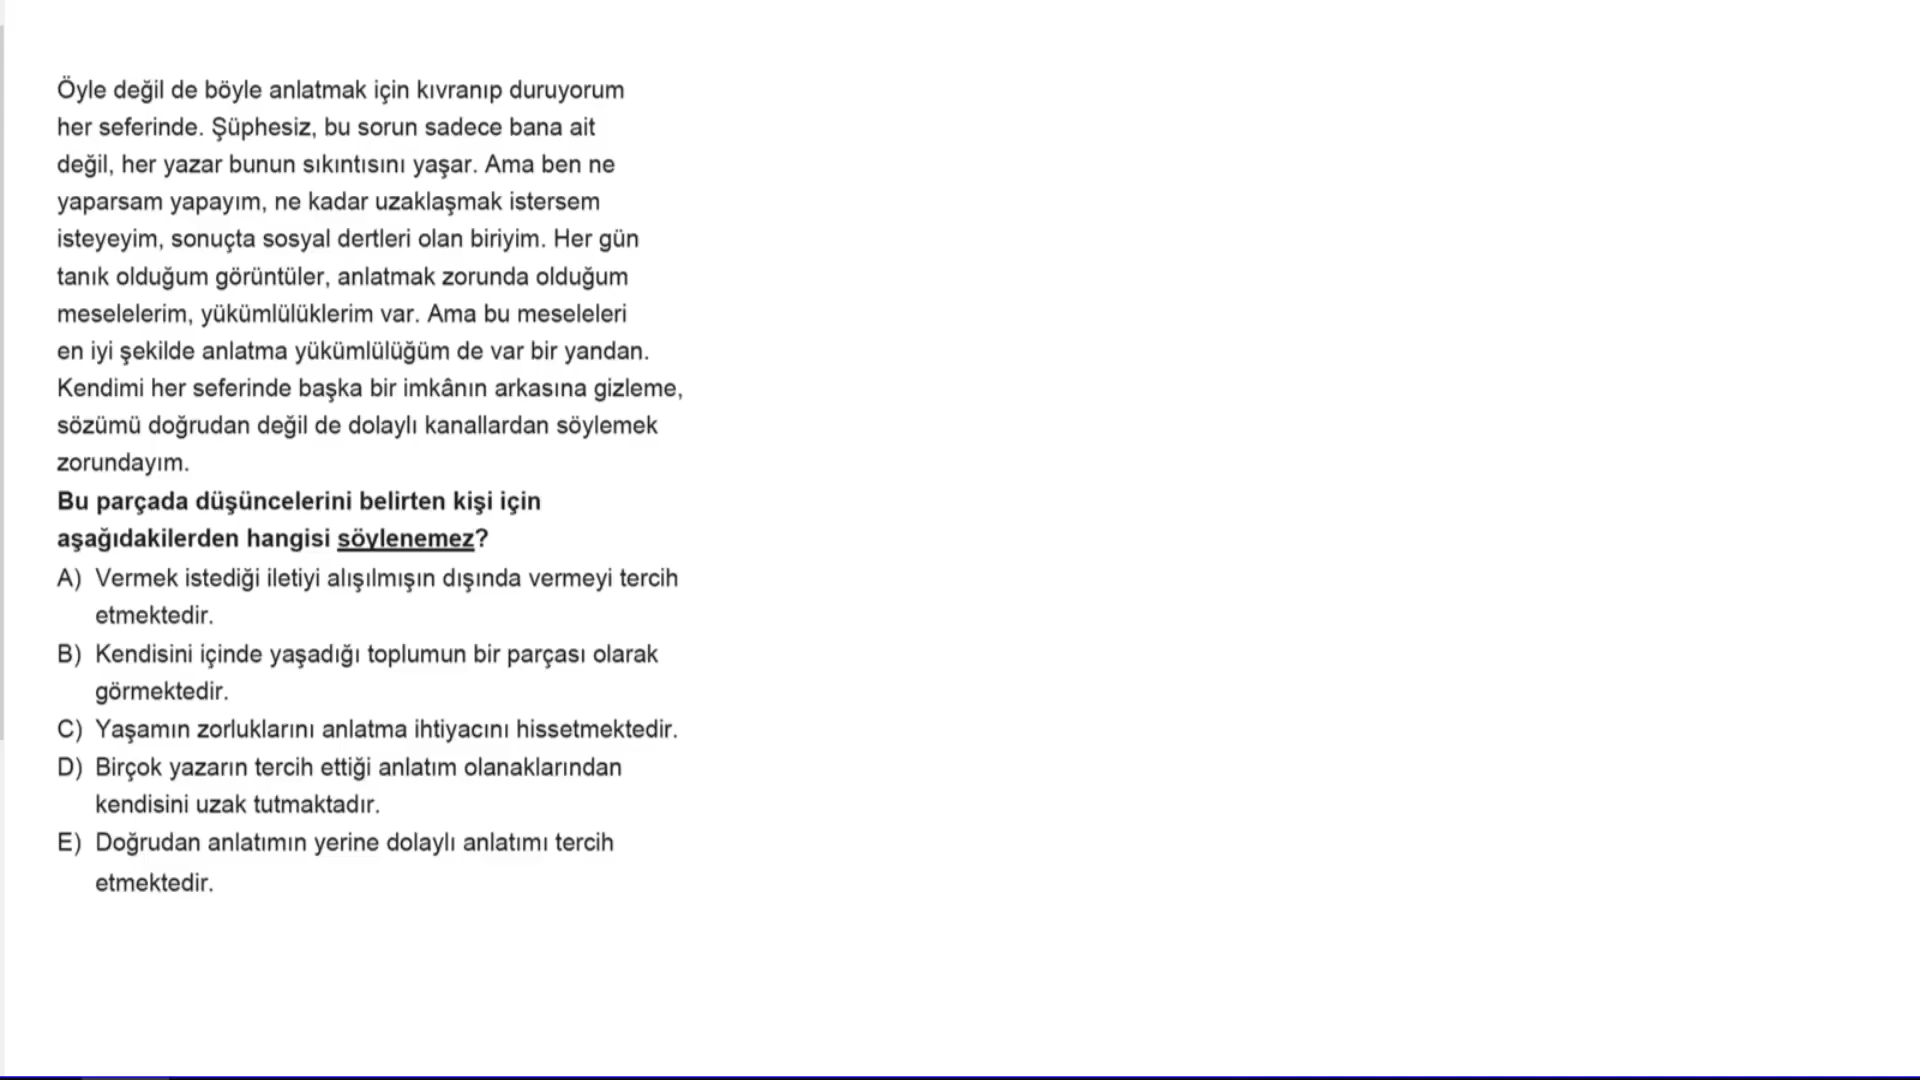 Öyle değil de böyle anlatmak için kıvranıp duruyorum
her seferinde. Şüphesiz, bu sorun sadece bana ait
değil, her yazar bunun sıkıntısını yaşar. Ama ben ne
yaparsam yapayım, ne kadar uzaklaşmak istersem
isteyeyim, sonuçta sosyal dertleri olan biriyim. Her gün
tanık olduğum görüntüler, anlatmak zorunda olduğum
meselelerim, yükümlülüklerim var. Ama bu meseleleri
en iyi şekilde anlatma yükümlülüğüm de var bir yandan.
Kendimi her seferinde başka bir imkânın arkasına gizleme,
sözümü doğrudan değil de dolaylı kanallardan söylemek
zorundayım.
Bu parçada düşüncelerini belirten kişi için
aşağıdakilerden hangisi söylenemez?
A) Vermek istediği iletiyi alışılmışın dışında vermeyi tercih
etmektedir.
B) Kendisini içinde yaşadığı toplumun bir parçası olarak
görmektedir.
C) Yaşamın zorluklarını anlatma ihtiyacını hissetmektedir.
D) Birçok yazarın tercih ettiği anlatım olanaklarından
kendisini uzak tutmaktadır.
E) Doğrudan anlatımın yerine dolaylı anlatımı tercih
etmektedir.